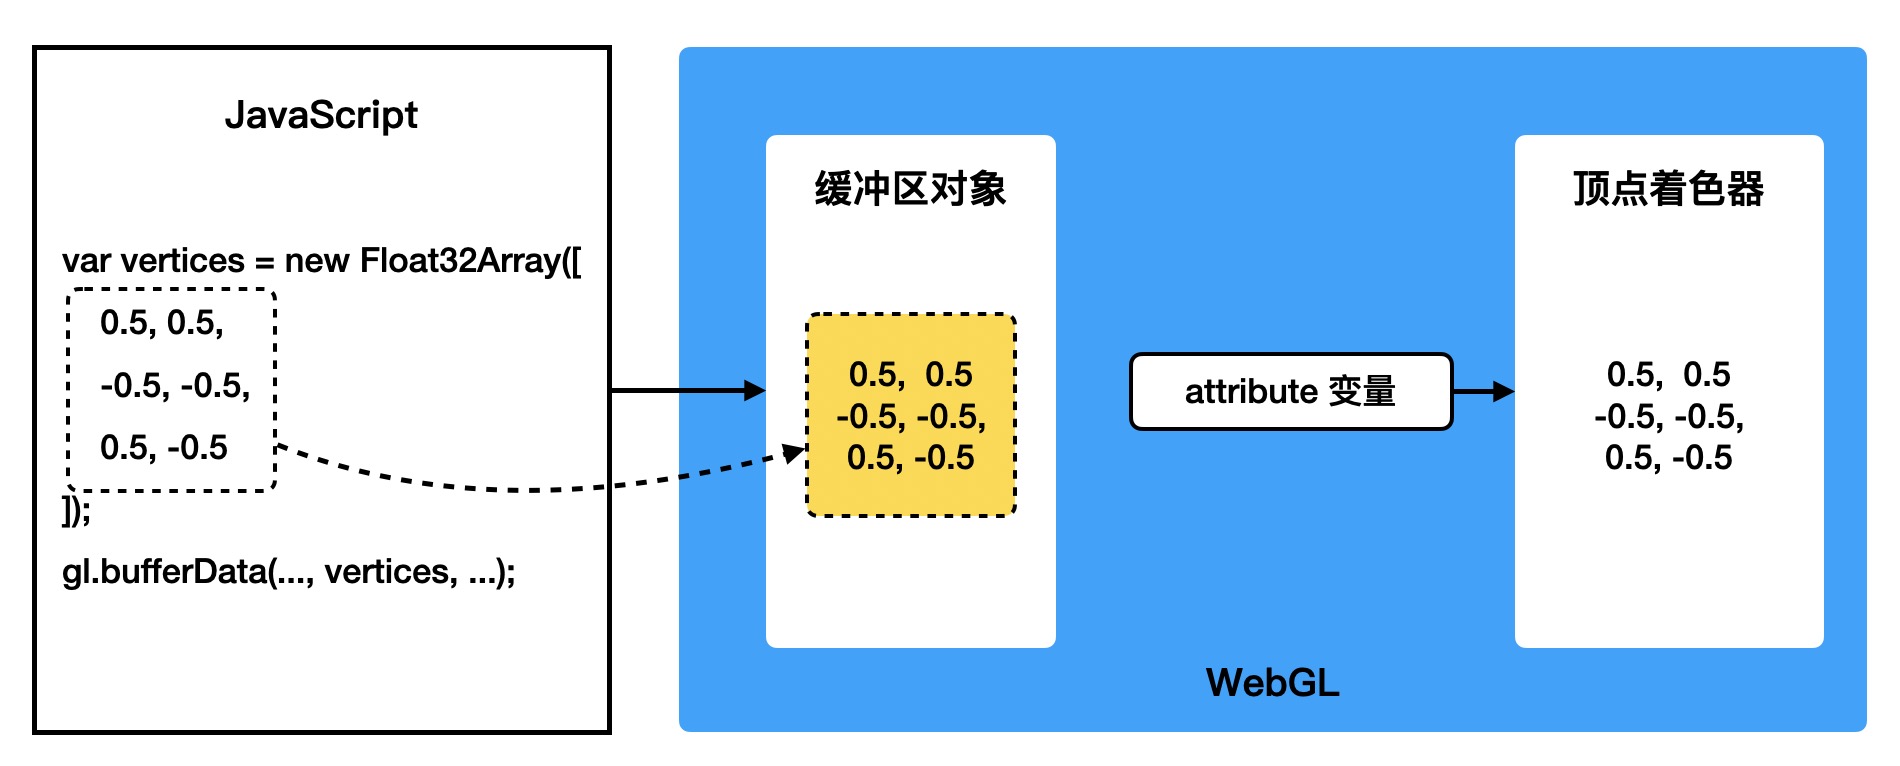 JavaScript
var vertices = new Float32Array([
0.5, 0.5,
-0.5, -0.5,
0.5, -0.5
]);
gl.bufferData(..., vertices, ...);
缓冲区对象
0.5, 0.5
-0.5, -0.5,
0.5, -0.5
attribute 变量
顶点着色器
0.5, 0.5
-0.5, -0.5,
0.5, -0.5
WebGL